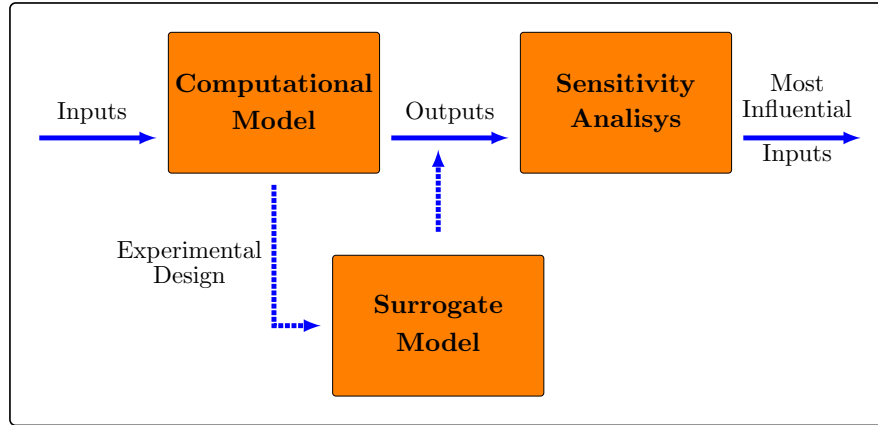 Inputs
Computational
Model
Outputs
Sensitivity
Analisys
Most
Influential
Inputs
Experimental
Design
Surrogate
Model